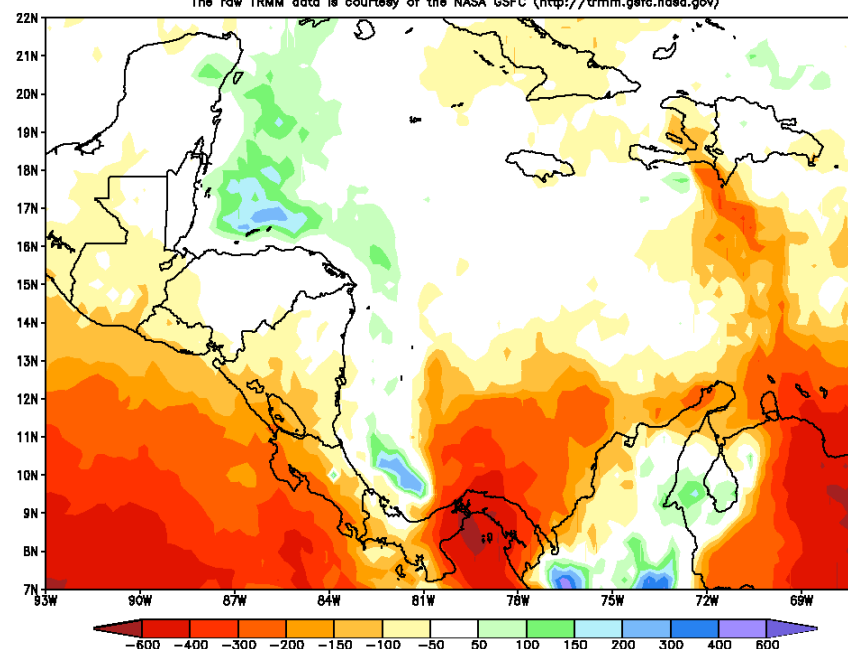 The raw TRMM data is courtesy of the NASA GSFC (http://trmm.gsfc.nasa.gov)
22N
21N
20N
19N
18N
17N
16N
15N
14N
13N
12N
11N
10N
9N
8N
7N
93W 90W 87W 84W 81W 78W 75W 72W 69W
-600 -400 -300 -200 -150 -100 -50 50 100 150 200 300 400 600